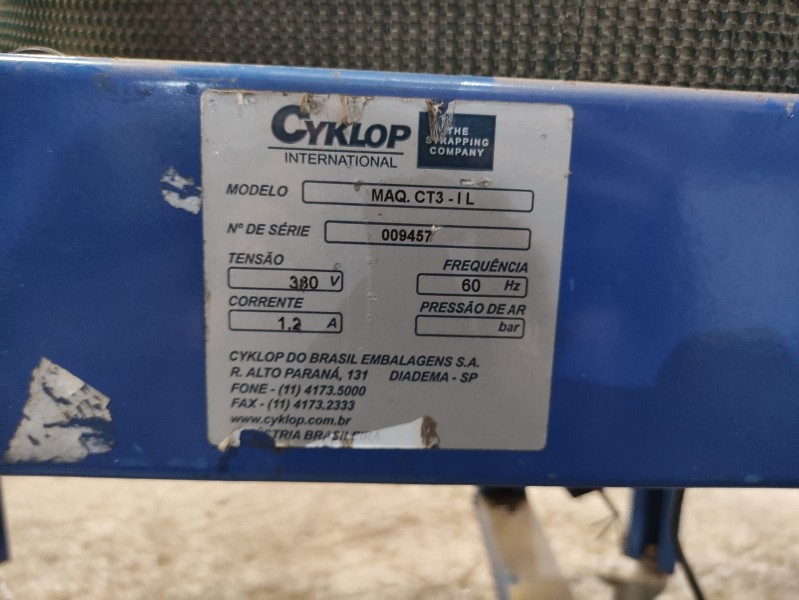 CYKLOP
INTERNATIONAL
THE
STRAPPING
COMPANY
MODELO MAQ. CT3 - I L
Nº DE SÉRIE 009457
TENSÃO 380 V
FREQUÊNCIA 60 Hz
CORRENTE 1,2 A
PRESSÃO DE AR bar
CYKLOP DO BRASIL EMBALAGENS S.A.
R. ALTO PARANÁ, 131 DIADEMA - SP
FONE - (11) 4173.5000
FAX - (11) 4173.2333
www.cyklop.com.br
BRASILEIRA